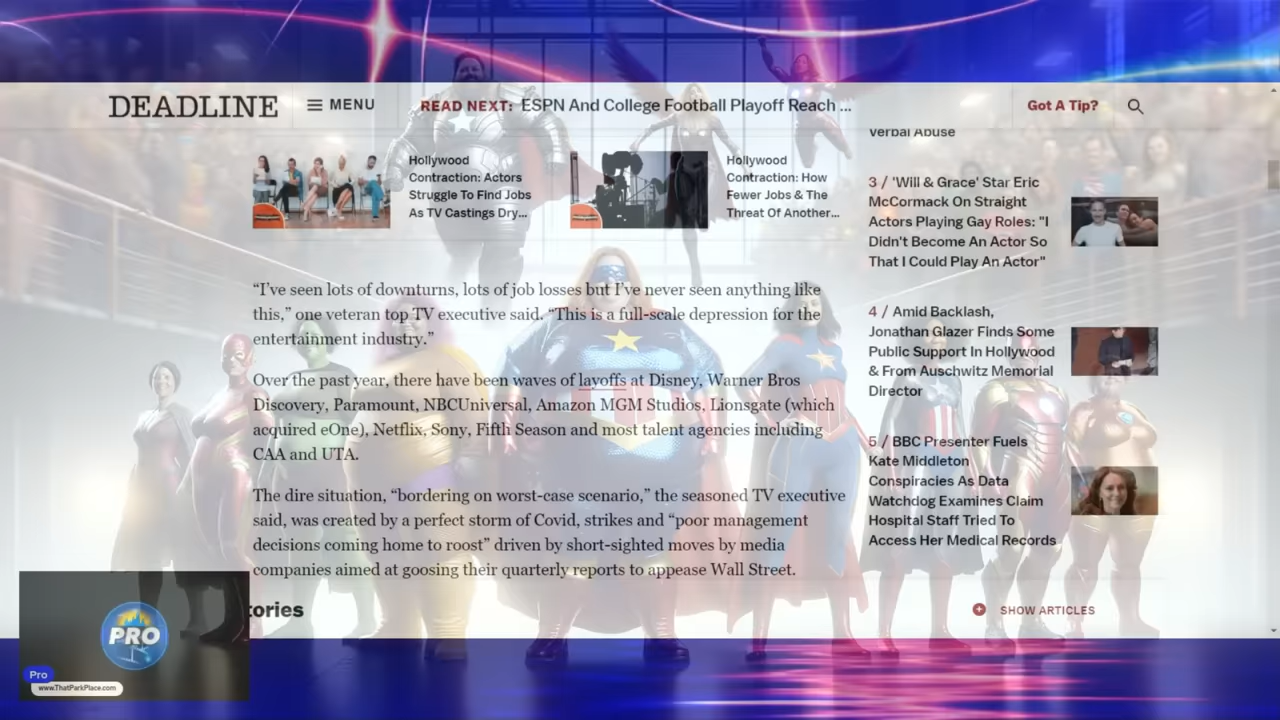 DEADLINE
MENU
READ NEXT: ESPN And College Football Playoff Reach ...
Got A Tip?
Hollywood
Contraction: Actors
Struggle To Find Jobs
As TV Castings Dry...
Hollywood
Contraction: How
Fewer Jobs & The
Threat Of Another...
“I’ve seen lots of downturns, lots of job losses but I’ve never seen anything like
this,” one veteran top TV executive said. “This is a full-scale depression for the
entertainment industry.”
Over the past year, there have been waves of layoffs at Disney, Warner Bros
Discovery, Paramount, NBCUniversal, Amazon MGM Studios, Lionsgate (which
acquired eOne), Netflix, Sony, Fifth Season and most talent agencies including
CAA and UTA.
The dire situation, “bordering on worst-case scenario,” the seasoned TV executive
said, was created by a perfect storm of Covid, strikes and “poor management
decisions coming home to roost” driven by short-sighted moves by media
companies aimed at goosing their quarterly reports to appease Wall Street.
Verbal Abuse
3 / 'Will & Grace' Star Eric
McCormack On Straight
Actors Playing Gay Roles: "I
Didn't Become An Actor So
That I Could Play An Actor"
4 / Amid Backlash,
Jonathan Glazer Finds Some
Public Support In Hollywood
& From Auschwitz Memorial
Director
5 / BBC Presenter Fuels
Kate Middleton
Conspiracies As Data
Watchdog Examines Claim
Hospital Staff Tried To
Access Her Medical Records
tories
SHOW ARTICLES
PRO
Pro
www.ThatParkPlace.com